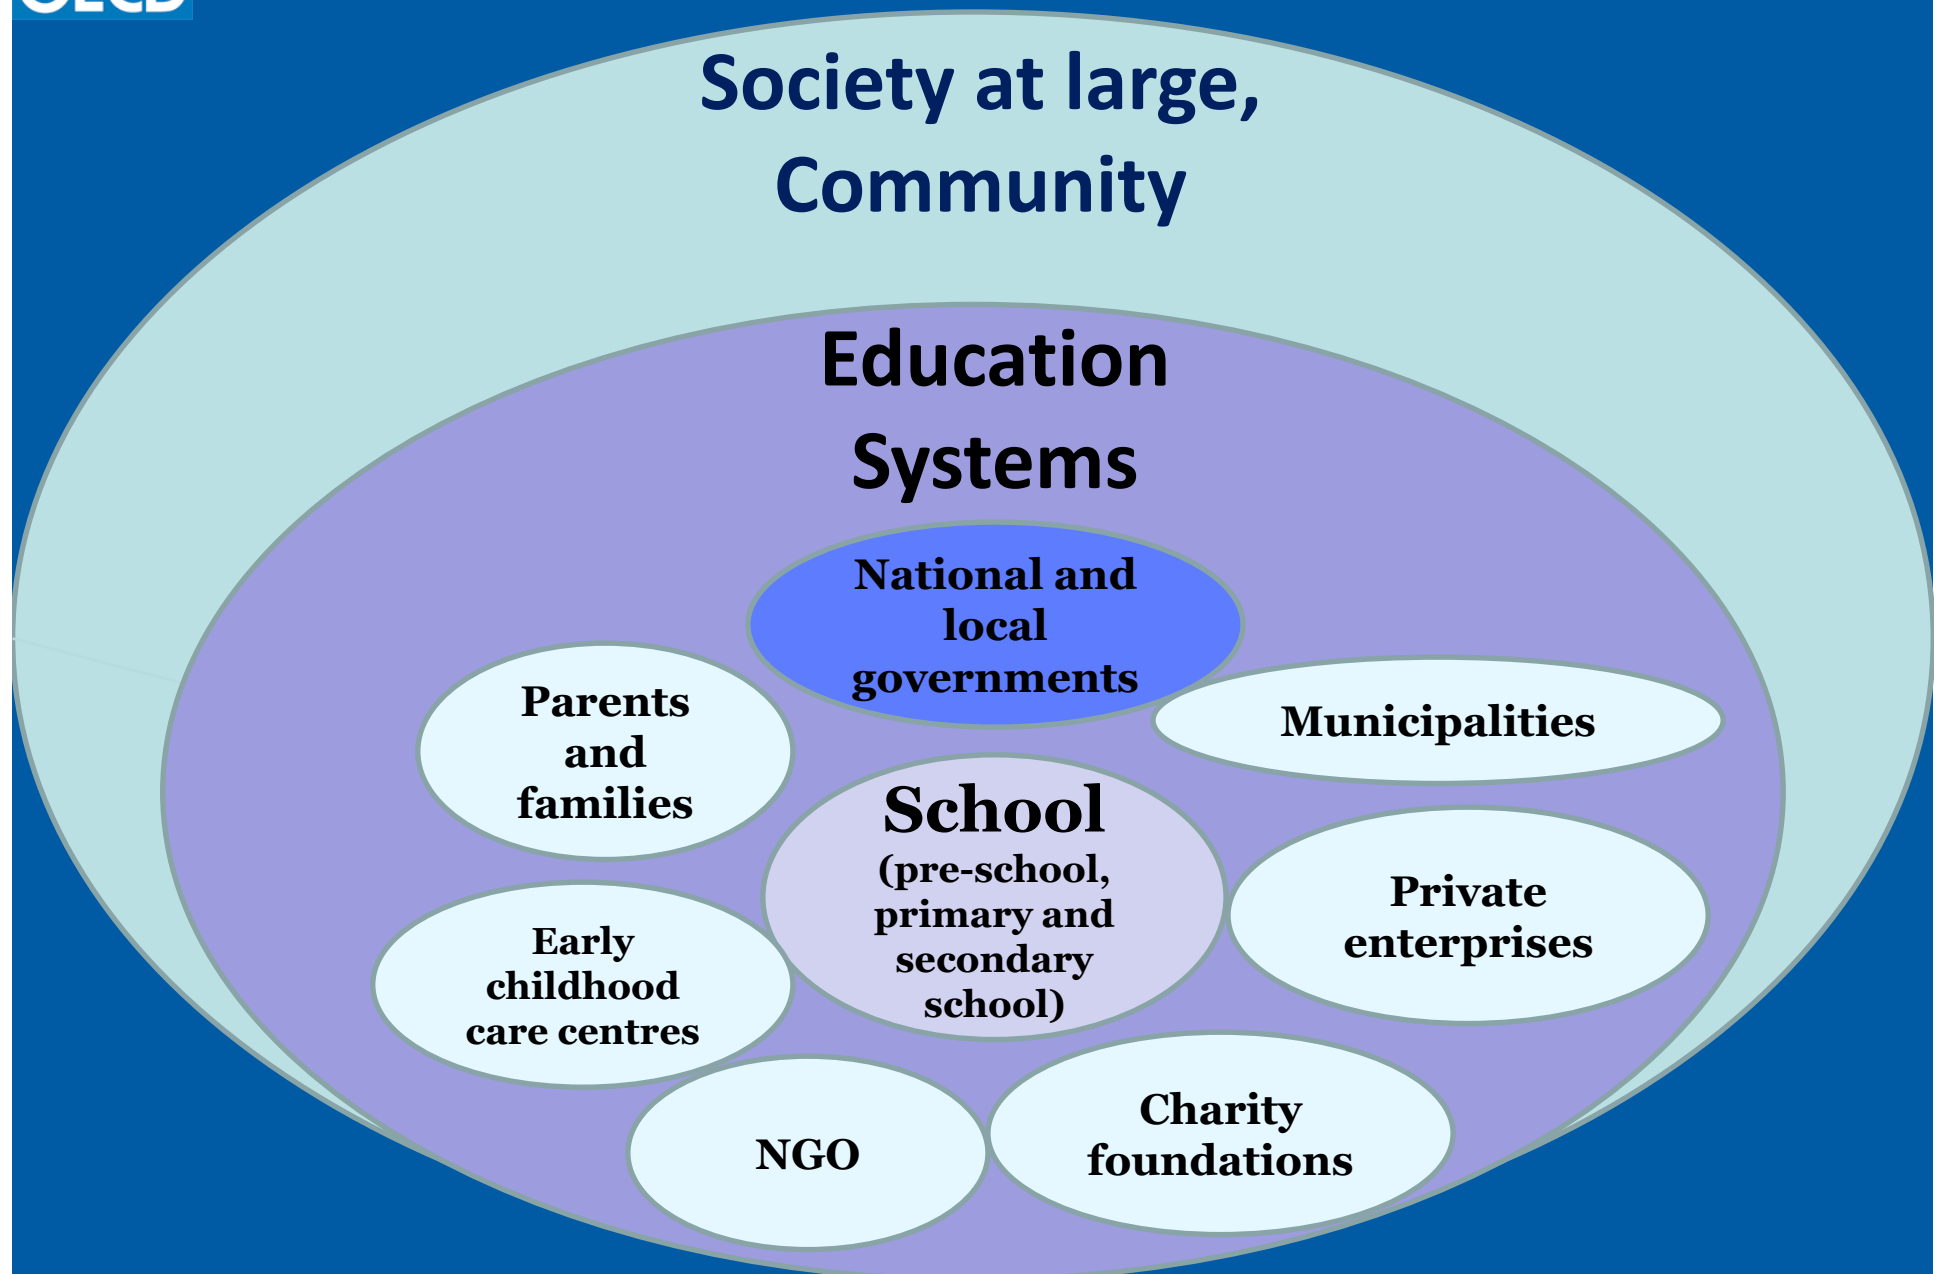 OECD
Society at large,
Community
Education
Systems
National and
local
governments
Parents
and
families
Municipalities
School
(pre-school,
primary and
secondary
school)
Private
enterprises
Early
childhood
care centres
NGO
Charity
foundations